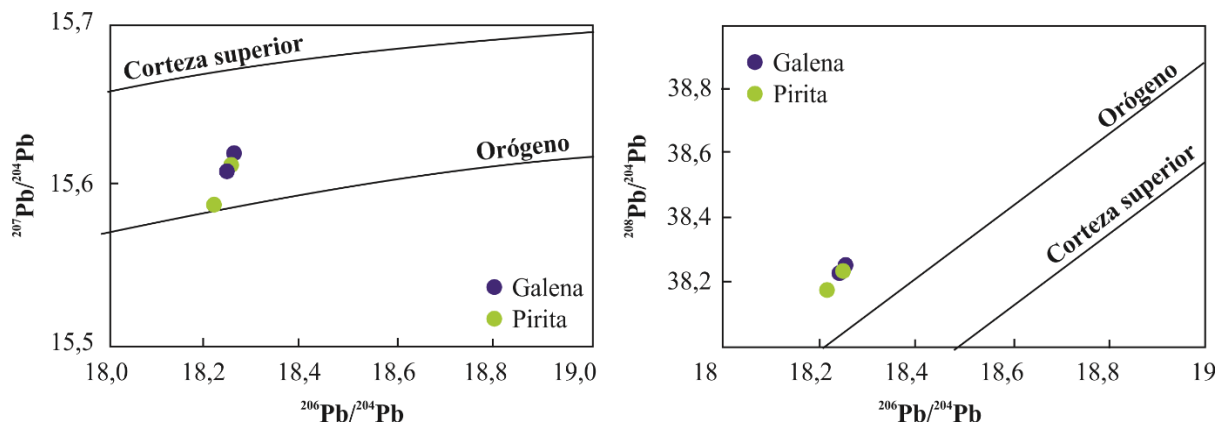 15,7
15,6
15,5
²⁰⁷Pb/²⁰⁴Pb
Corteza superior
Orógeno
Galena
Pirita
18,0 18,2 18,4 18,6 18,8 19,0
²⁰⁶Pb/²⁰⁴Pb
38,8
38,6
38,4
38,2
²⁰⁸Pb/²⁰⁴Pb
Galena
Pirita
Orógeno
Corteza superior
18 18,2 18,4 18,6 18,8 19
²⁰⁶Pb/²⁰⁴Pb